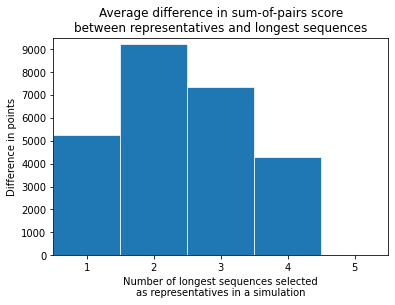 Average difference in sum-of-pairs score
between representatives and longest sequences
Difference in points
9000
8000
7000
6000
5000
4000
3000
2000
1000
0
1 2 3 4 5
Number of longest sequences selected
as representatives in a simulation